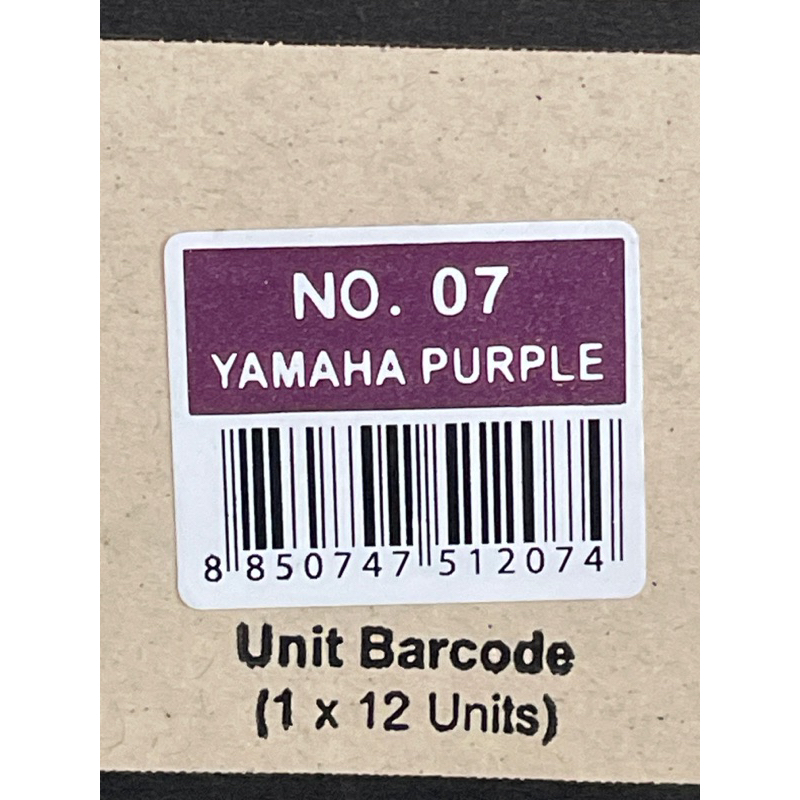 NO. 07
YAMAHA PURPLE
8 850747 512074
Unit Barcode
(1 x 12 Units)